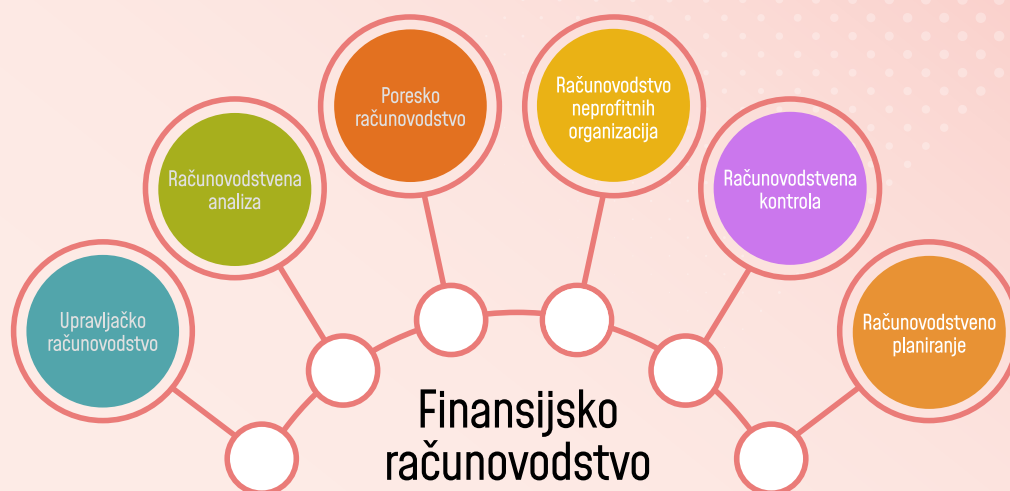 Poresko
računovodstvo
Računovodstvo
neprofitnih
organizacija
Računovodstvena
analiza
Računovodstvena
kontrola
Upravljačko
računovodstvo
Računovodstveno
planiranje
Finansijsko
računovodstvo